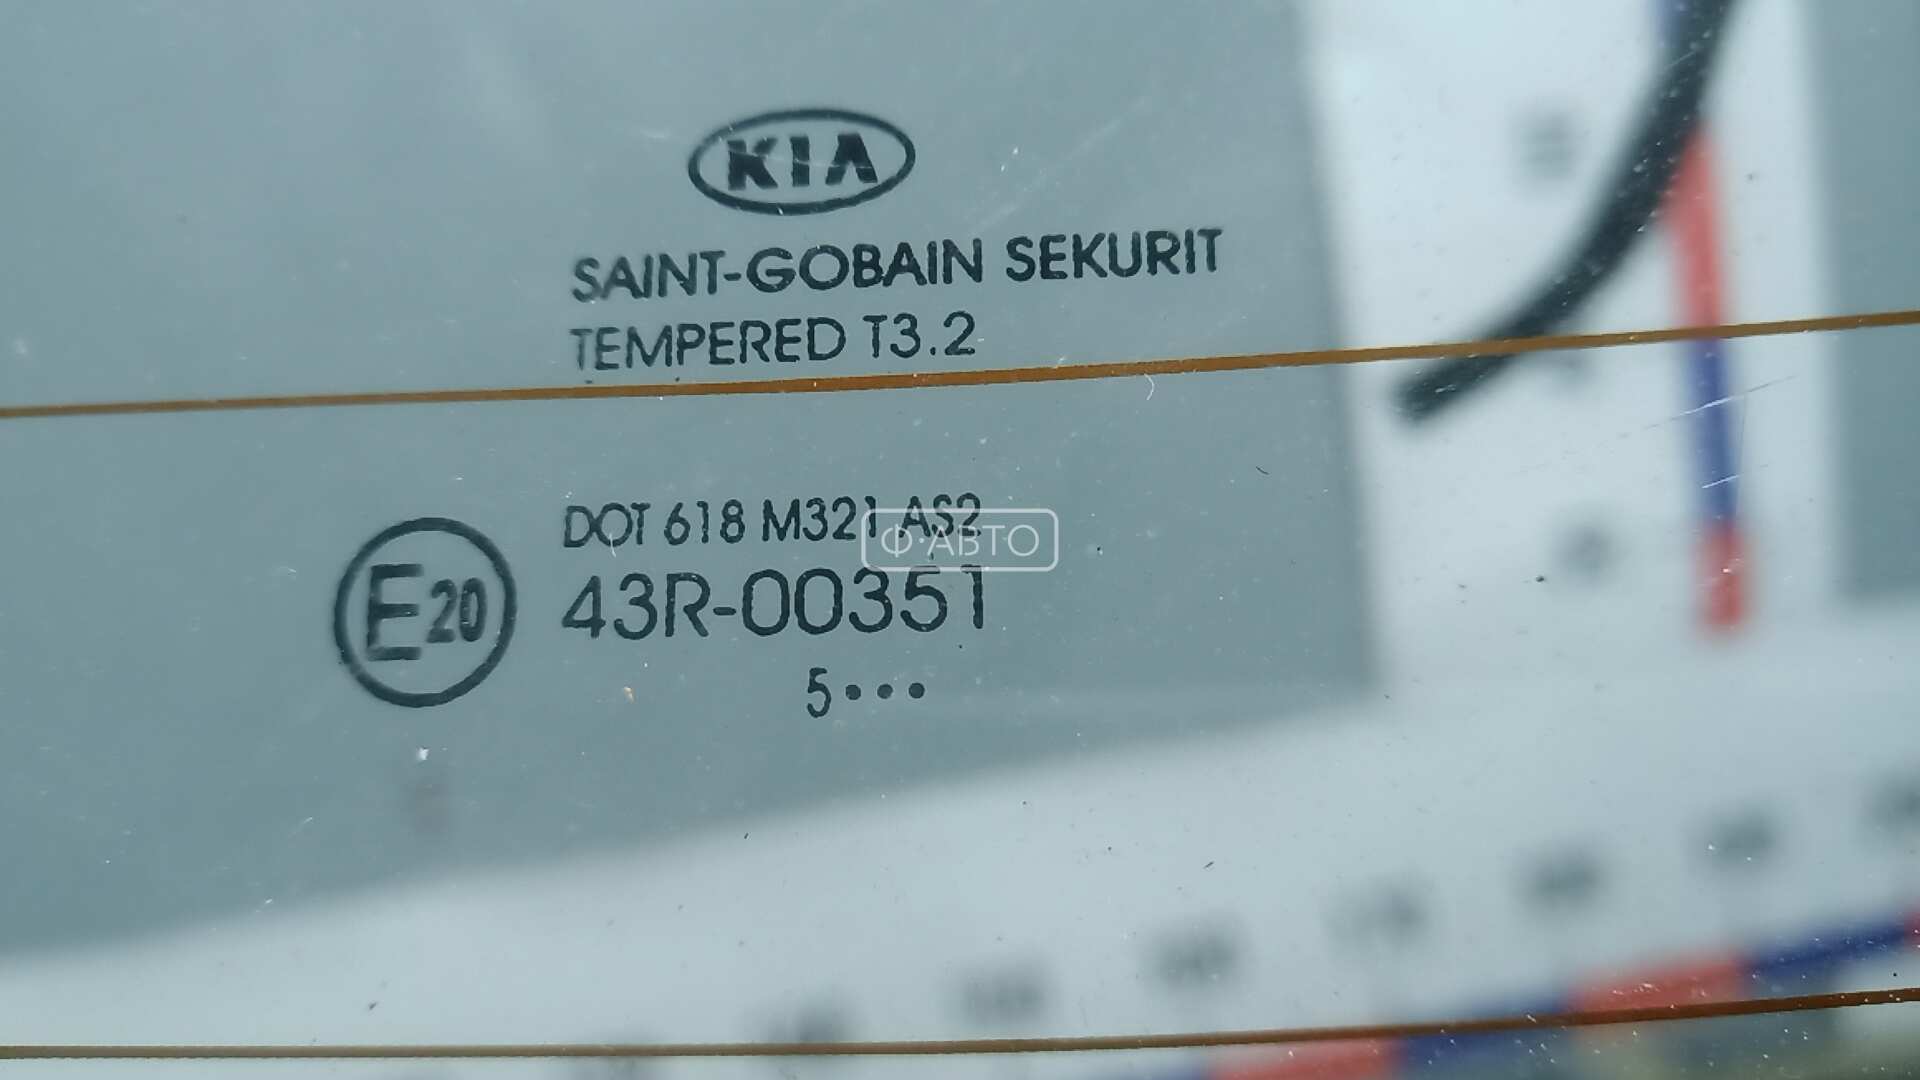 KIA
SAINT-GOBAIN SEKURIT
TEMPERED T3.2
DOT 618 M321 AS2
Ф·АВТО
E20
43R-00351
5•••